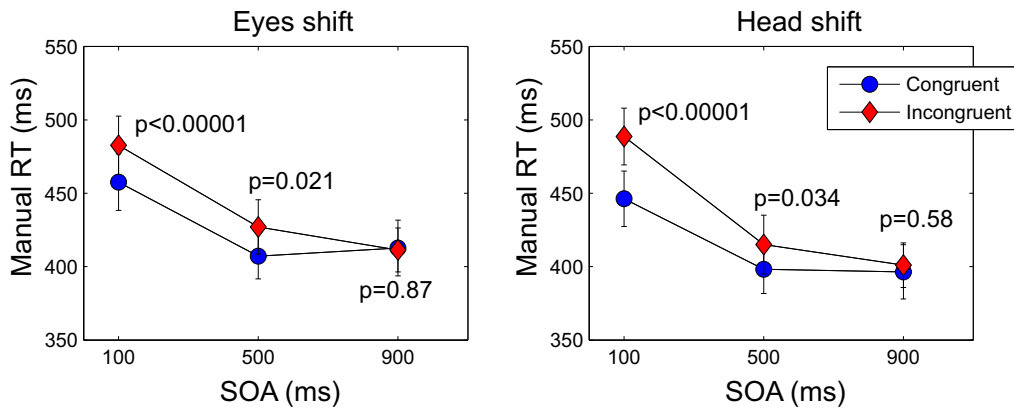 Eyes shift
550
500
450
400
350
Manual RT (ms)
p<0.00001
p=0.021
p=0.87
100 500 900
SOA (ms)
Head shift
550
500
450
400
350
Manual RT (ms)
Congruent
Incongruent
p<0.00001
p=0.034
p=0.58
100 500 900
SOA (ms)